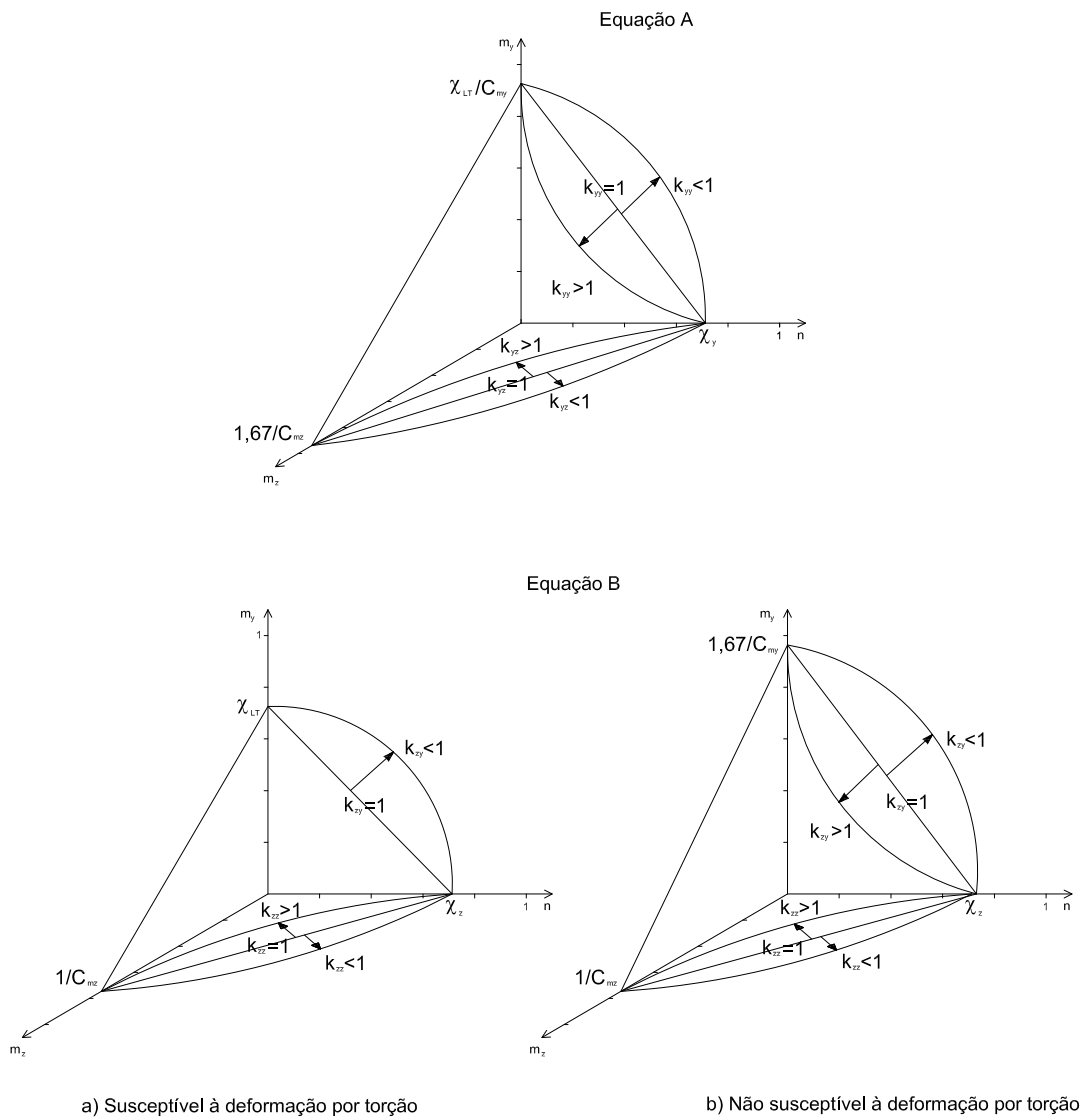 Equação A
m_y
χ_LT/C_my
k_yy=1
k_yy<1
k_yy>1
χ_y
1
n
k_yz>1
k_yz=1
k_yz<1
1,67/C_mz
m_z
Equação B
m_y
1
χ_LT
k_zy<1
k_zy=1
χ_z
1
n
k_zz>1
k_zz=1
k_zz<1
1/C_mz
m_z
a) Susceptível à deformação por torção
m_y
1
1,67/C_my
k_zy<1
k_zy=1
k_zy>1
χ_z
1
n
k_zz>1
k_zz=1
k_zz<1
1/C_mz
m_z
b) Não susceptível à deformação por torção